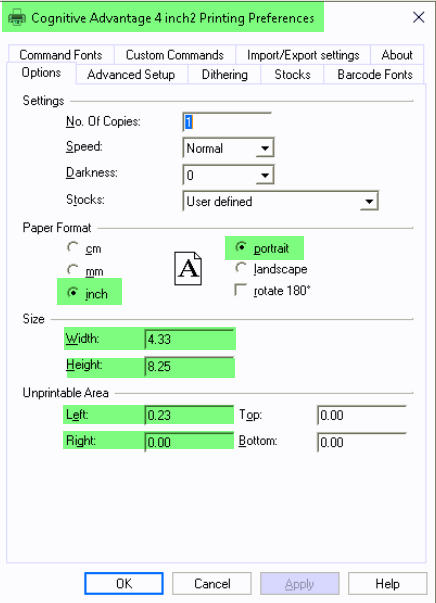 Cognitive Advantage 4 inch2 Printing Preferences
Command Fonts Custom Commands Import/Export settings About
Options Advanced Setup Dithering Stocks Barcode Fonts
Settings
No. Of Copies: 1
Speed: Normal
Darkness: 0
Stocks: User defined
Paper Format
cm A portrait
mm landscape
inch rotate 180°
Size
Width: 4.33
Height: 8.25
Unprintable Area
Left: 0.23 Top: 0.00
Right: 0.00 Bottom: 0.00
OK Cancel Apply Help